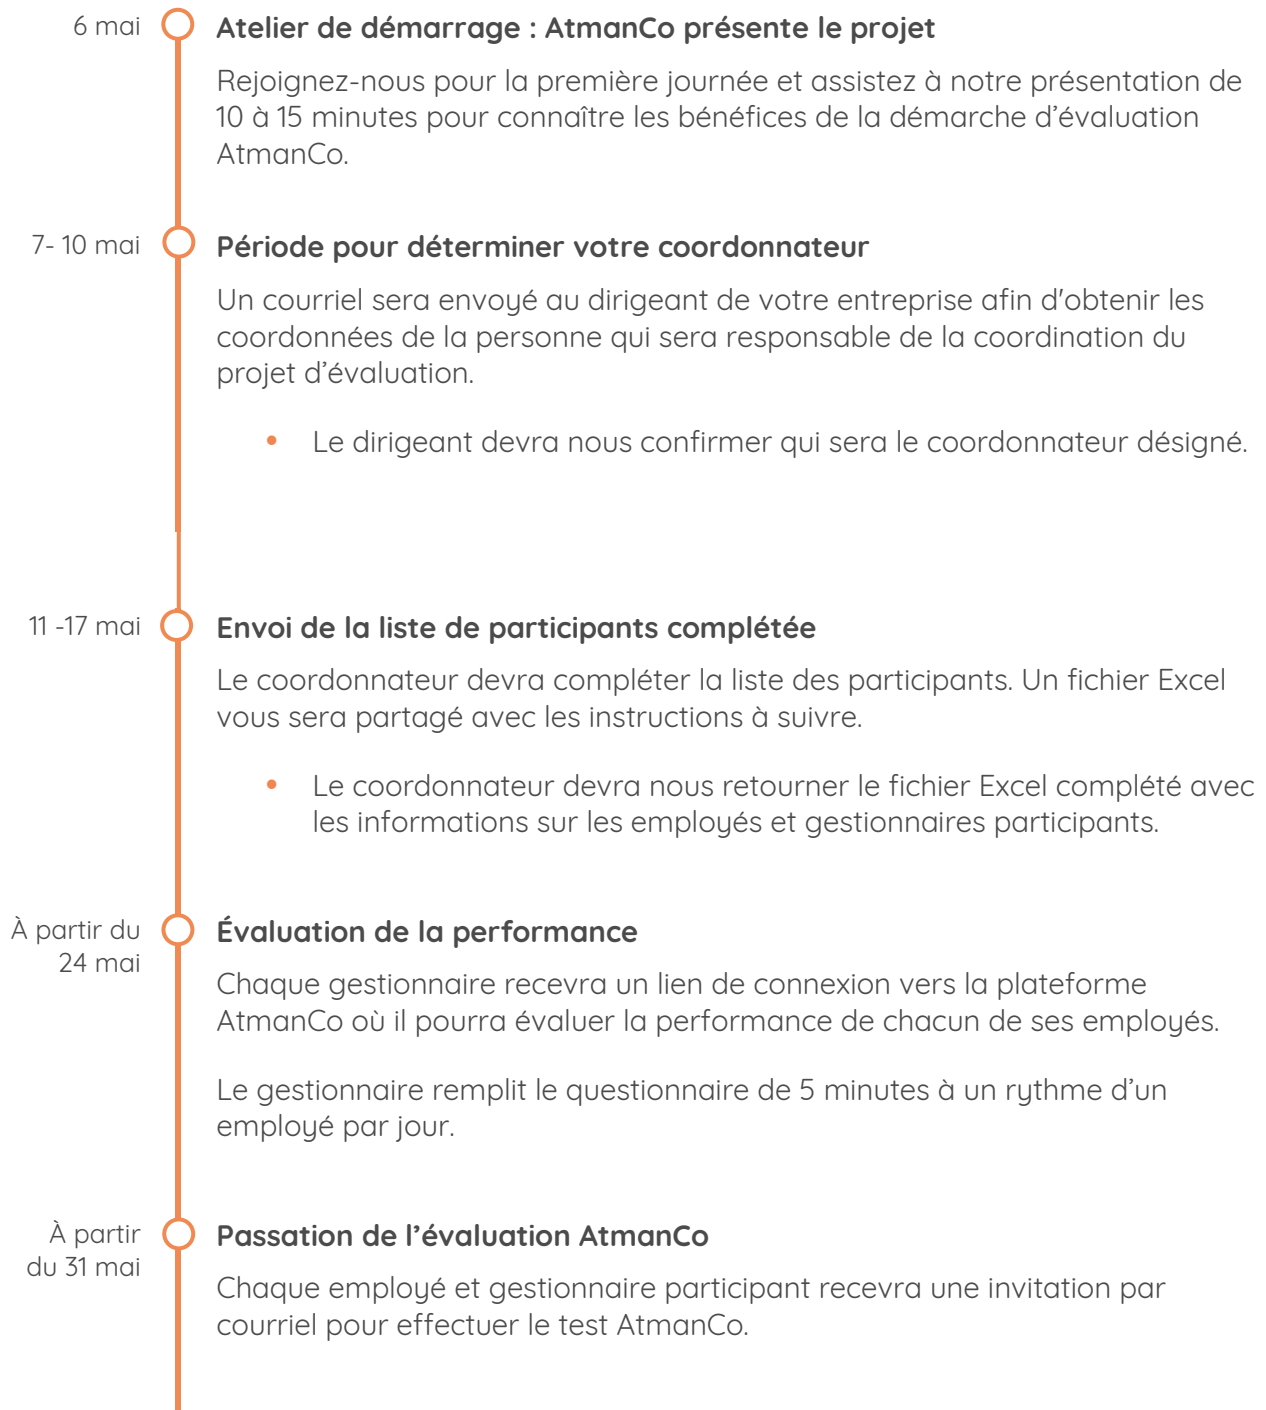 6 mai
Atelier de démarrage : AtmanCo présente le projet
Rejoignez-nous pour la première journée et assistez à notre présentation de
10 à 15 minutes pour connaître les bénéfices de la démarche d’évaluation
AtmanCo.
7- 10 mai
Période pour déterminer votre coordonnateur
Un courriel sera envoyé au dirigeant de votre entreprise afin d'obtenir les
coordonnées de la personne qui sera responsable de la coordination du
projet d’évaluation.
• Le dirigeant devra nous confirmer qui sera le coordonnateur désigné.
11 -17 mai
Envoi de la liste de participants complétée
Le coordonnateur devra compléter la liste des participants. Un fichier Excel
vous sera partagé avec les instructions à suivre.
• Le coordonnateur devra nous retourner le fichier Excel complété avec
les informations sur les employés et gestionnaires participants.
À partir du
24 mai
Évaluation de la performance
Chaque gestionnaire recevra un lien de connexion vers la plateforme
AtmanCo où il pourra évaluer la performance de chacun de ses employés.
Le gestionnaire remplit le questionnaire de 5 minutes à un rythme d’un
employé par jour.
À partir
du 31 mai
Passation de l’évaluation AtmanCo
Chaque employé et gestionnaire participant recevra une invitation par
courriel pour effectuer le test AtmanCo.